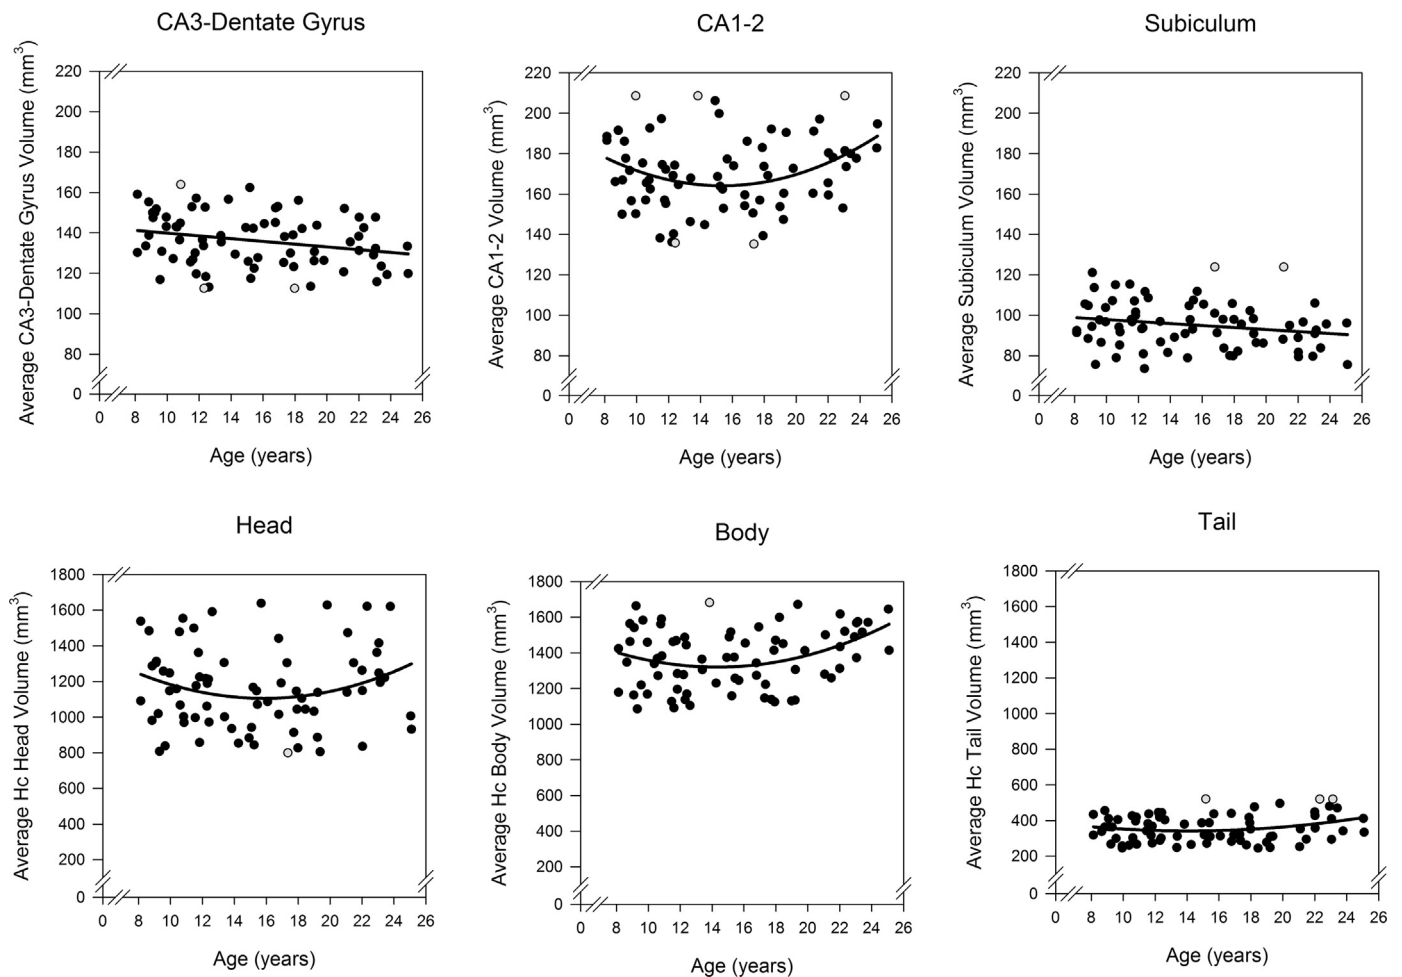 CA3-Dentate Gyrus
Average CA3-Dentate Gyrus Volume (mm³)
220
200
180
160
140
120
100
80
0
0 8 10 12 14 16 18 20 22 24 26
Age (years)
CA1-2
Average CA1-2 Volume (mm³)
220
200
180
160
140
120
100
80
0
0 8 10 12 14 16 18 20 22 24 26
Age (years)
Subiculum
Average Subiculum Volume (mm³)
220
200
180
160
140
120
100
80
0
0 8 10 12 14 16 18 20 22 24 26
Age (years)
Head
Average Hc Head Volume (mm³)
1800
1600
1400
1200
1000
800
600
400
200
0
0 8 10 12 14 16 18 20 22 24 26
Age (years)
Body
Average Hc Body Volume (mm³)
1800
1600
1400
1200
1000
800
600
400
200
0
0 8 10 12 14 16 18 20 22 24 26
Age (years)
Tail
Average Hc Tail Volume (mm³)
1800
1600
1400
1200
1000
800
600
400
200
0
0 8 10 12 14 16 18 20 22 24 26
Age (years)